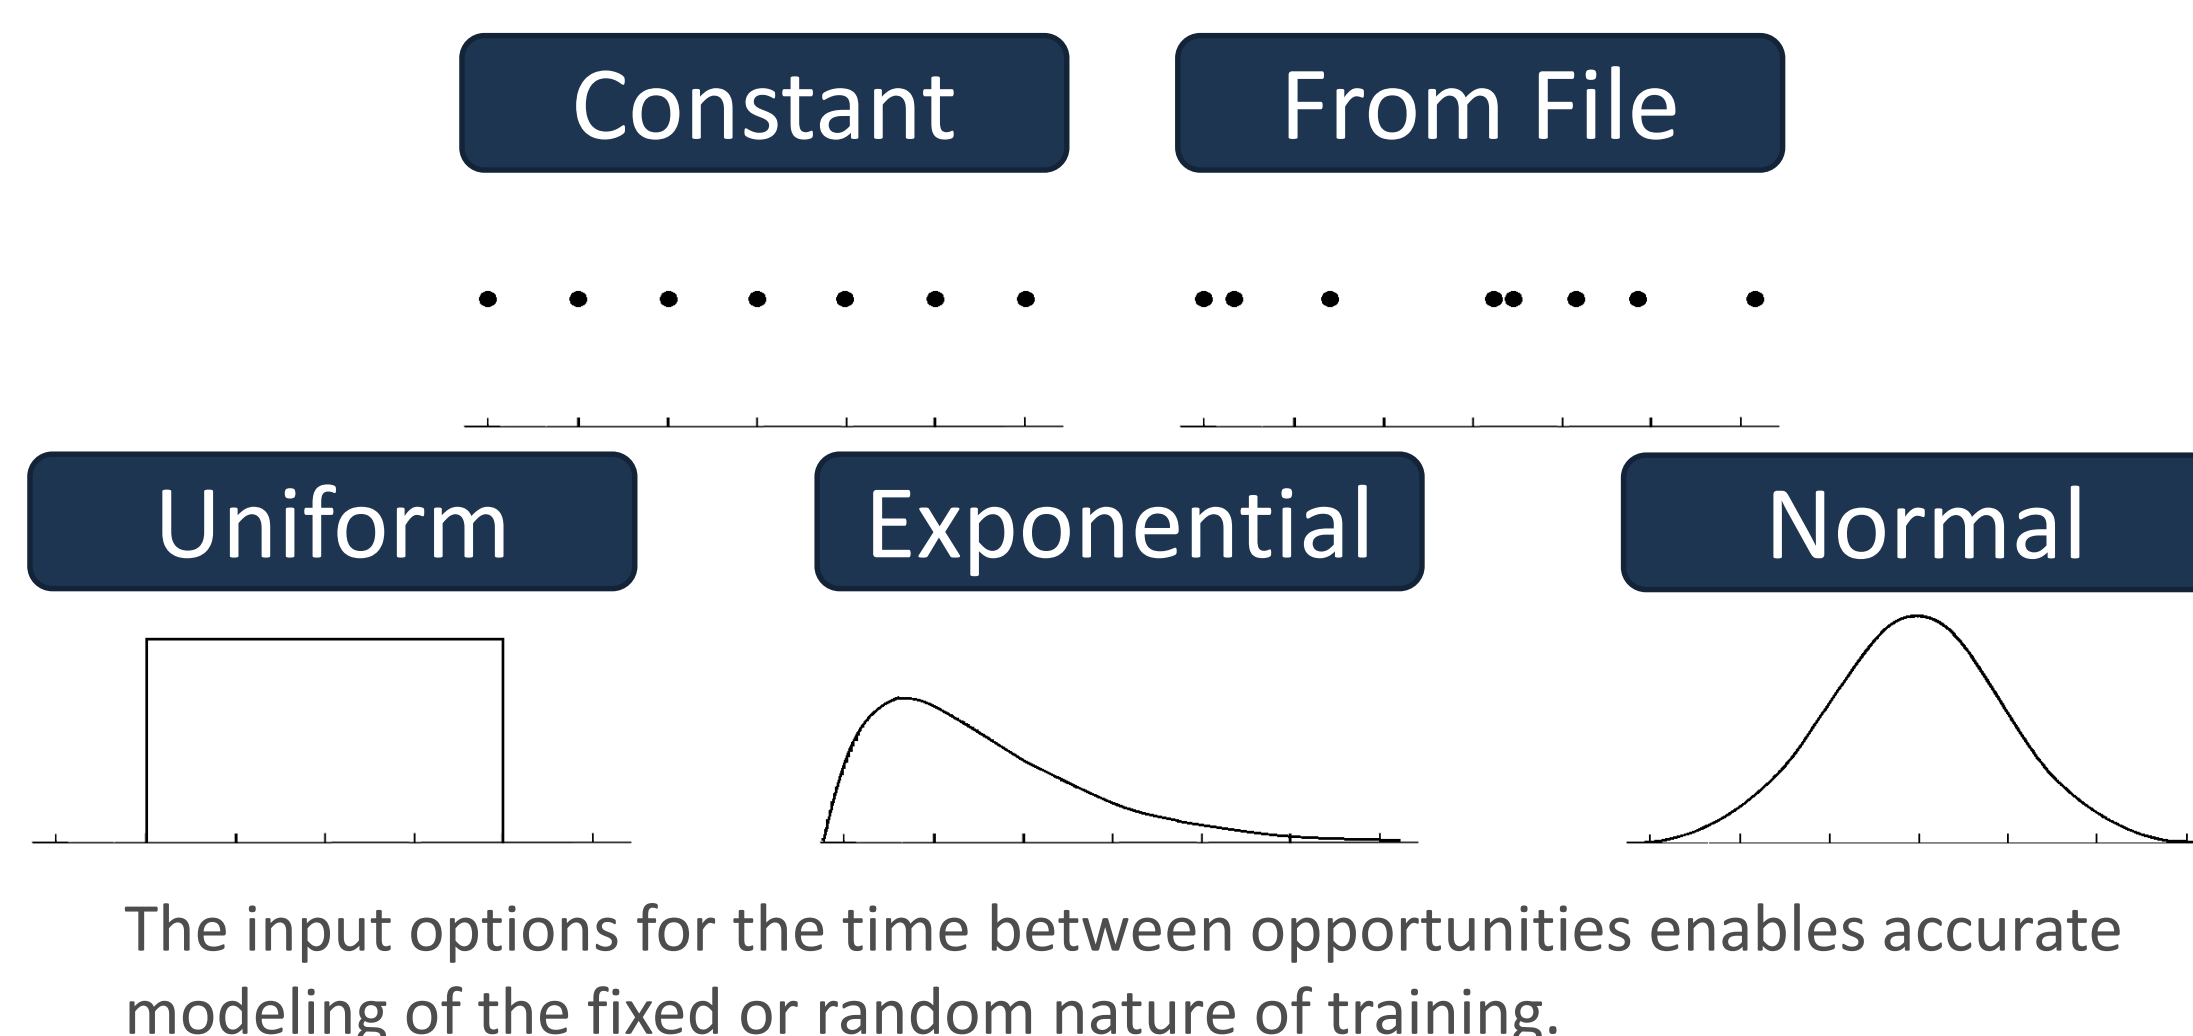 Constant
From File
Uniform
Exponential
Normal
The input options for the time between opportunities enables accurate
modeling of the fixed or random nature of training.